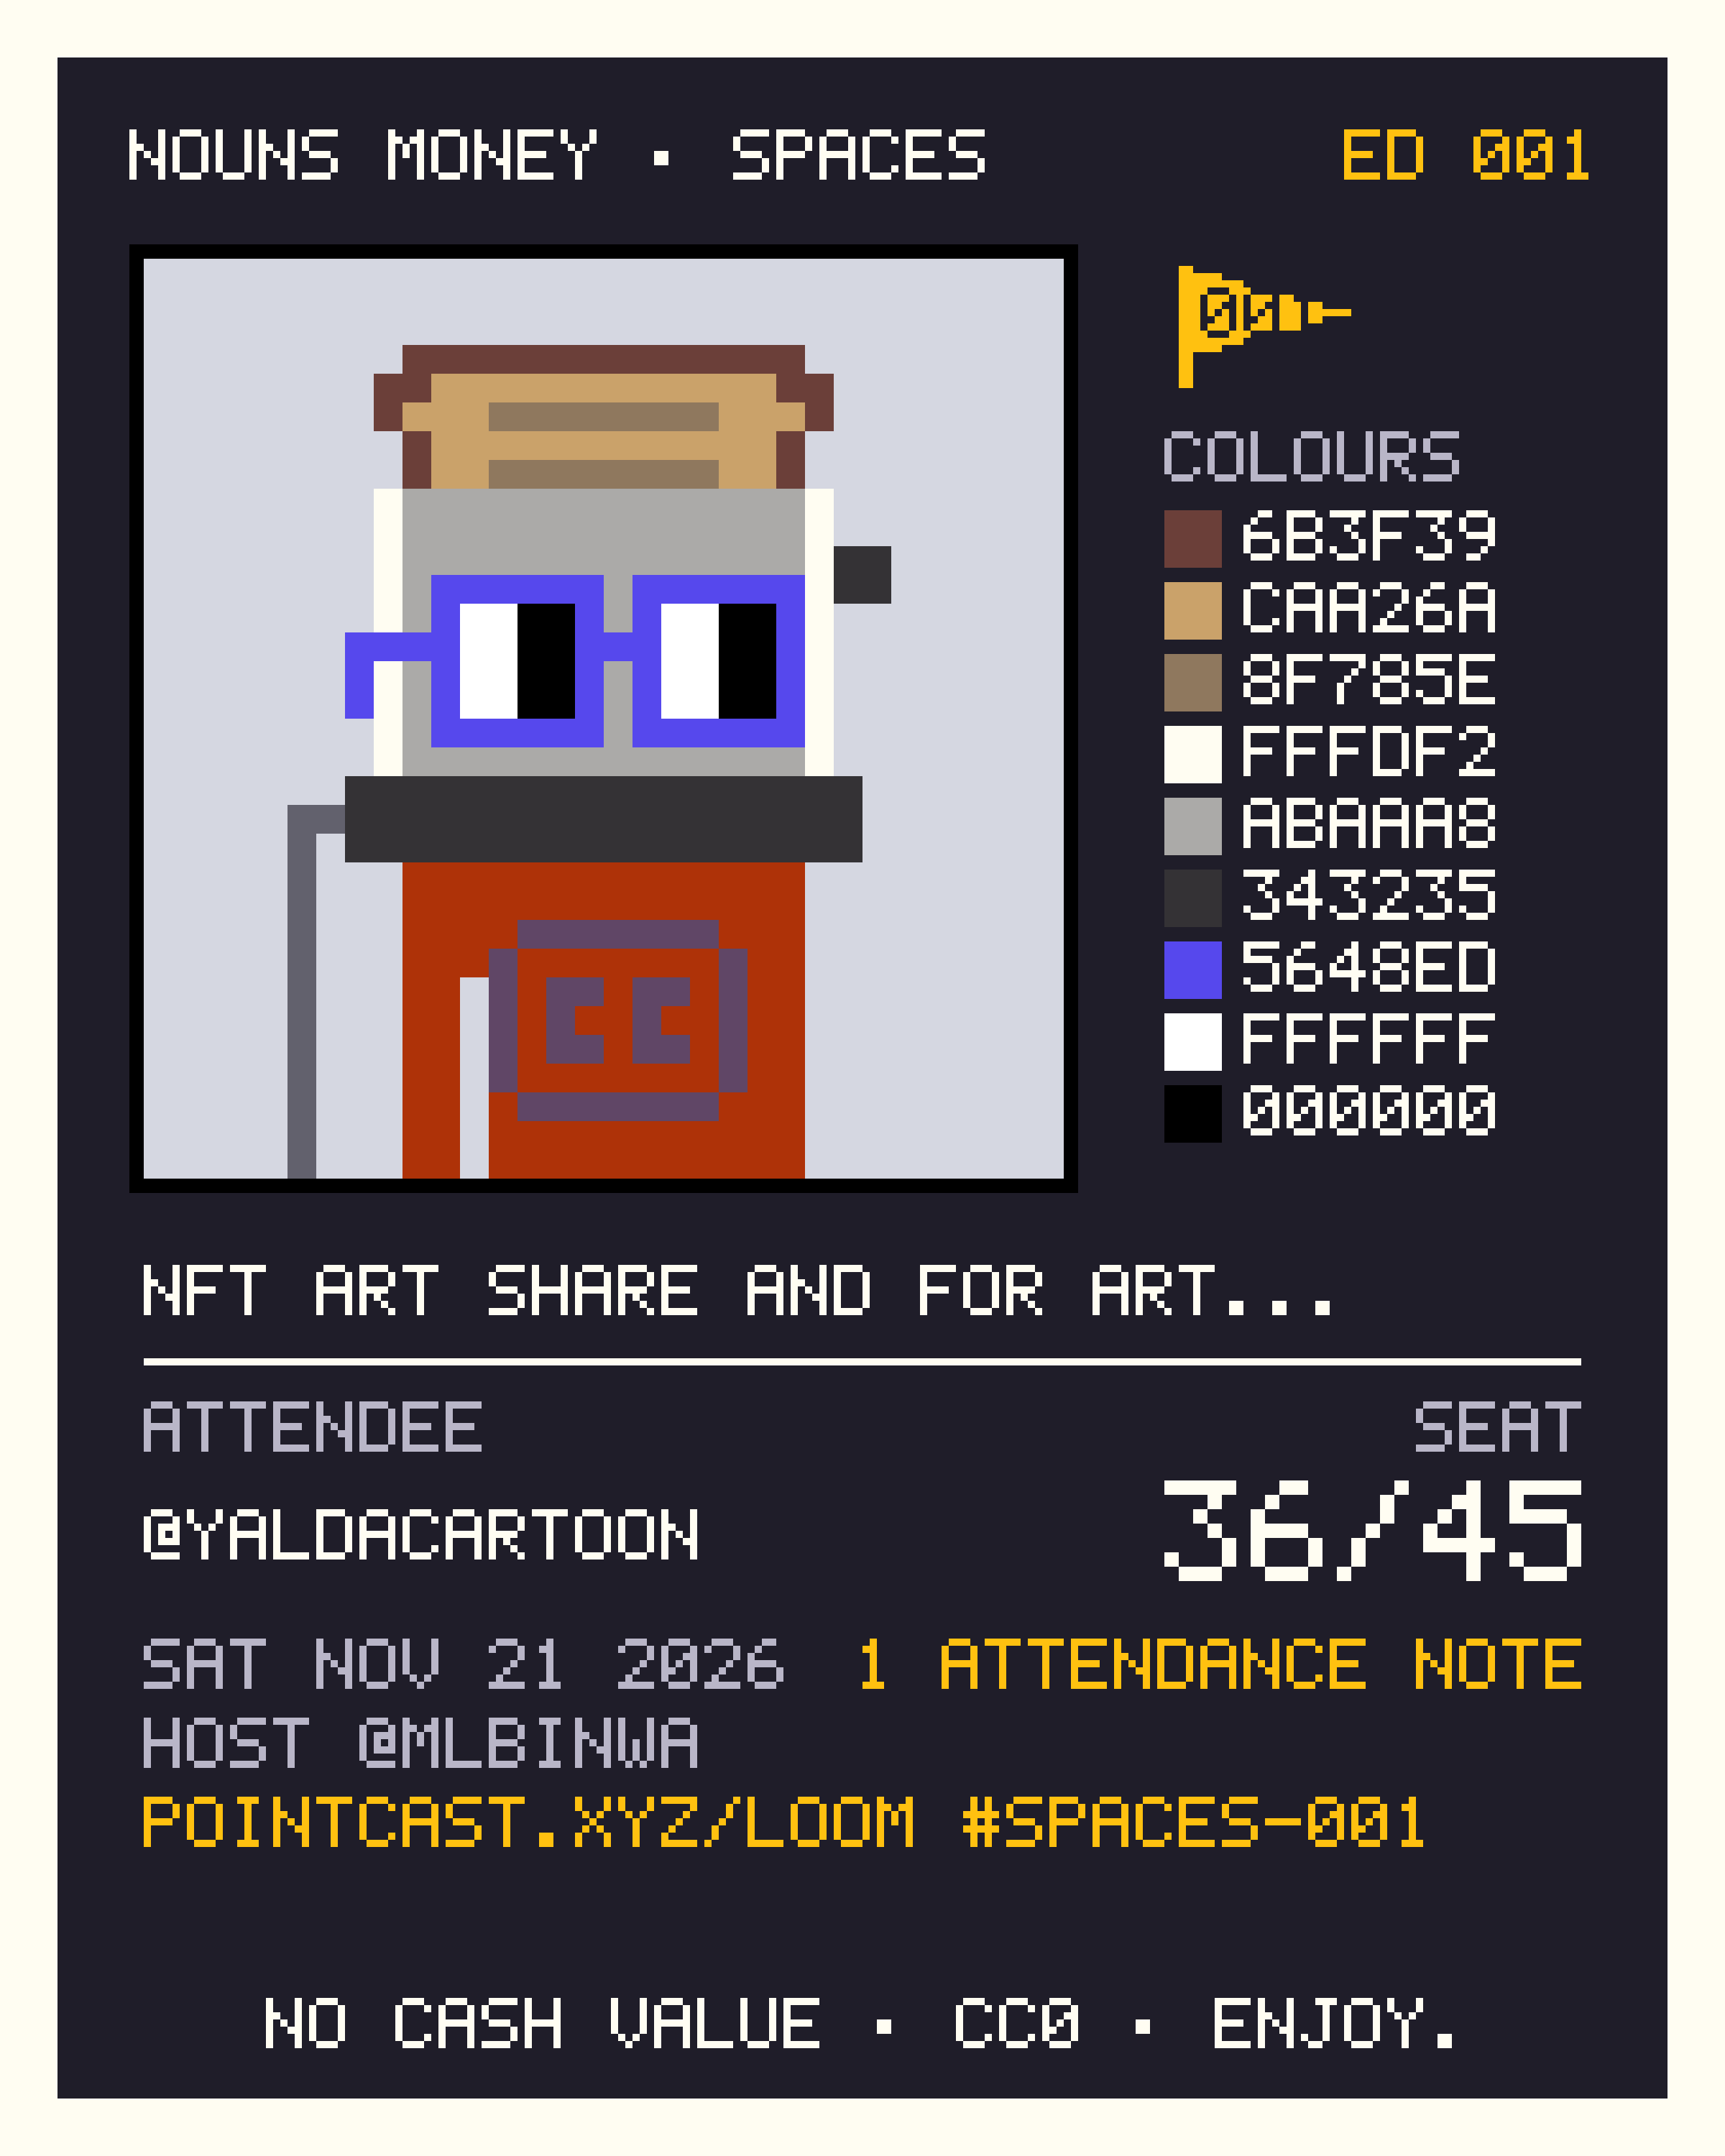 NOUNS MONEY · SPACES
ED 001
COLOURS
6B3F39
CAA26A
8F785E
FFFDF2
ABAAA8
343235
5648ED
FFFFFF
000000
CC
NFT ART SHARE AND FOR ART...
ATTENDEE
SEAT
@YALDACARTOON
36/45
SAT NOV 21 2026
1 ATTENDANCE NOTE
HOST @MLBINWA
POINTCAST.XYZ/LOOM #SPACES-001
NO CASH VALUE · CC0 · ENJOY.